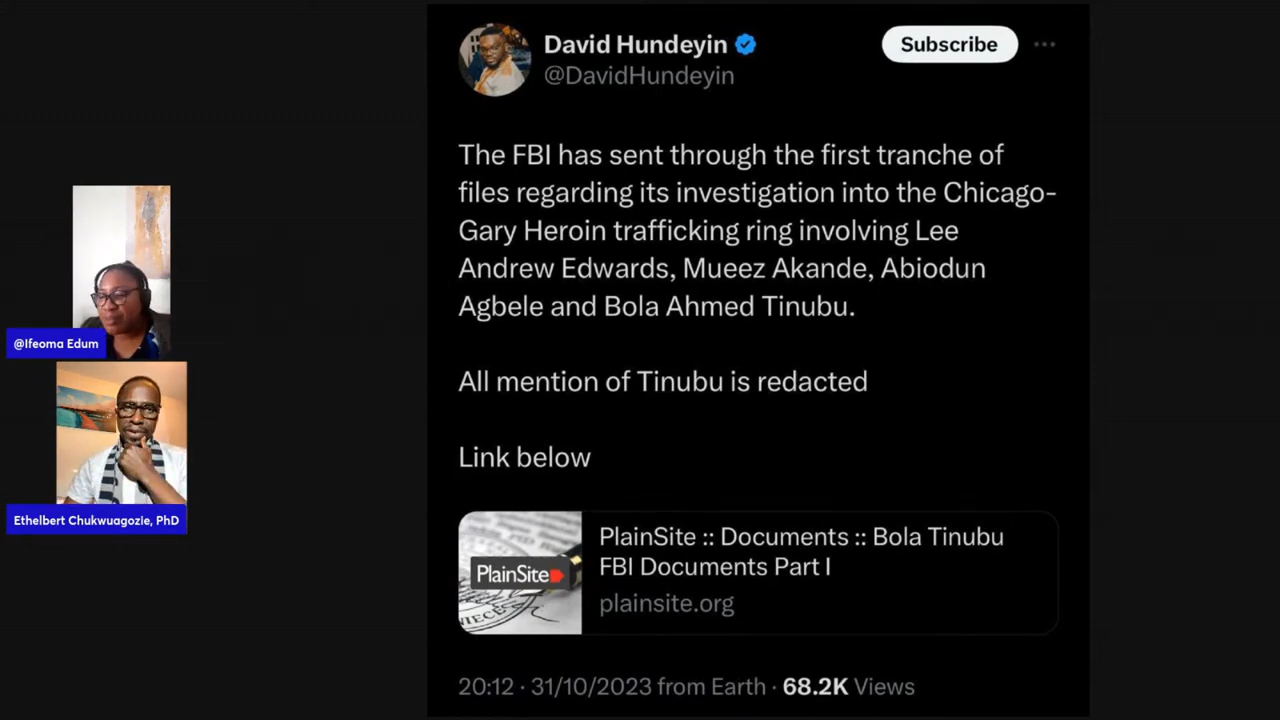 David Hundeyin
@DavidHundeyin
Subscribe
The FBI has sent through the first tranche of
files regarding its investigation into the Chicago-
Gary Heroin trafficking ring involving Lee
Andrew Edwards, Mueez Akande, Abiodun
Agbele and Bola Ahmed Tinubu.
All mention of Tinubu is redacted
Link below
PlainSite
PlainSite :: Documents :: Bola Tinubu
FBI Documents Part I
plainsite.org
20:12 · 31/10/2023 from Earth · 68.2K Views
@Ifeoma Edum
Ethelbert Chukwuagozie, PhD